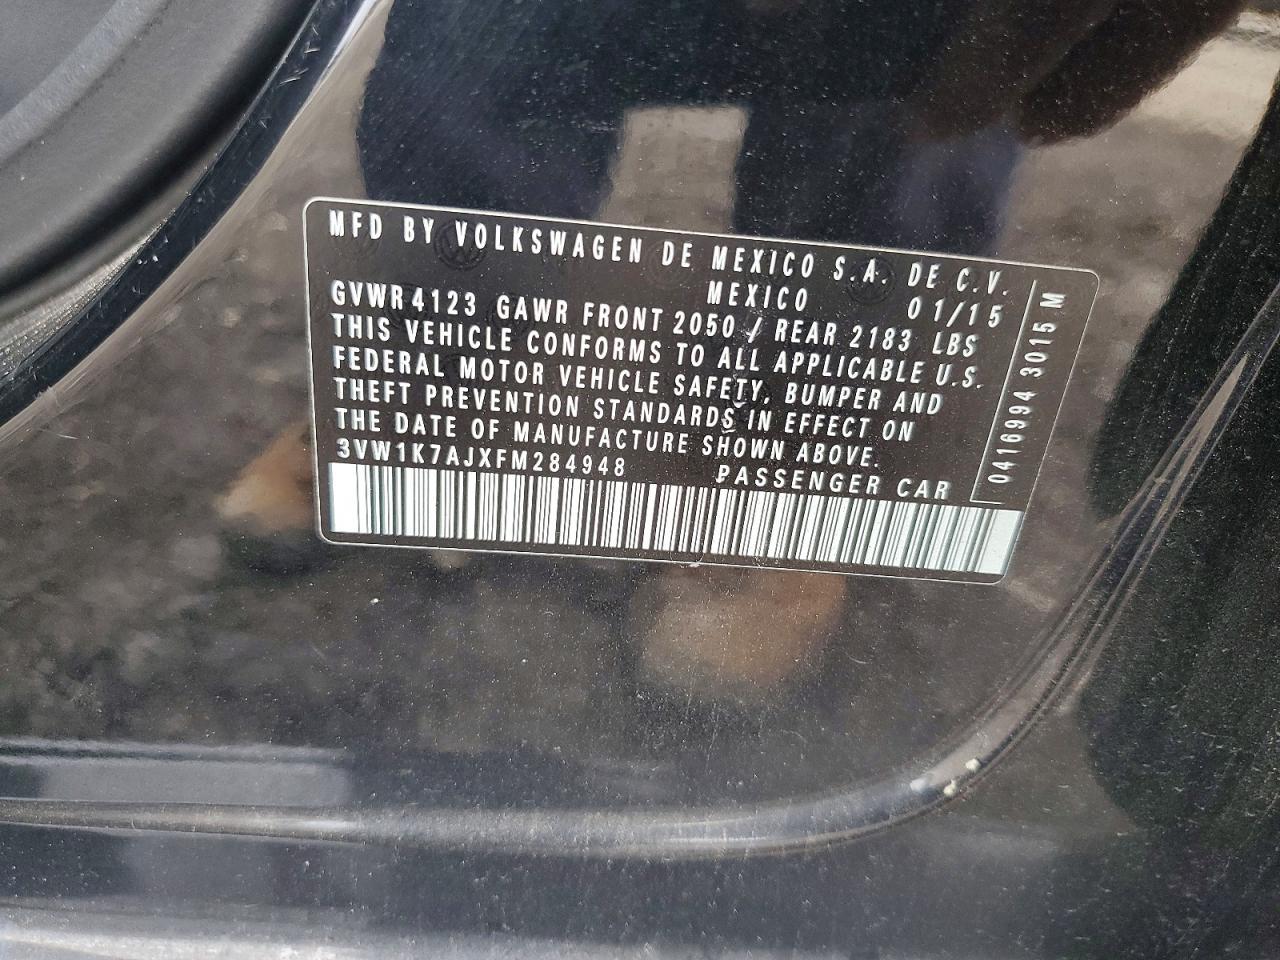 MFD BY VOLKSWAGEN DE MEXICO S.A. DE C.V.
MEXICO 01/15
GVWR 4123 GAWR FRONT 2050 / REAR 2183 LBS
THIS VEHICLE CONFORMS TO ALL APPLICABLE U.S.
FEDERAL MOTOR VEHICLE SAFETY, BUMPER AND
THEFT PREVENTION STANDARDS IN EFFECT ON
THE DATE OF MANUFACTURE SHOWN ABOVE.
3VW1K7AJXFM284948 PASSENGER CAR
0416994 3015 M